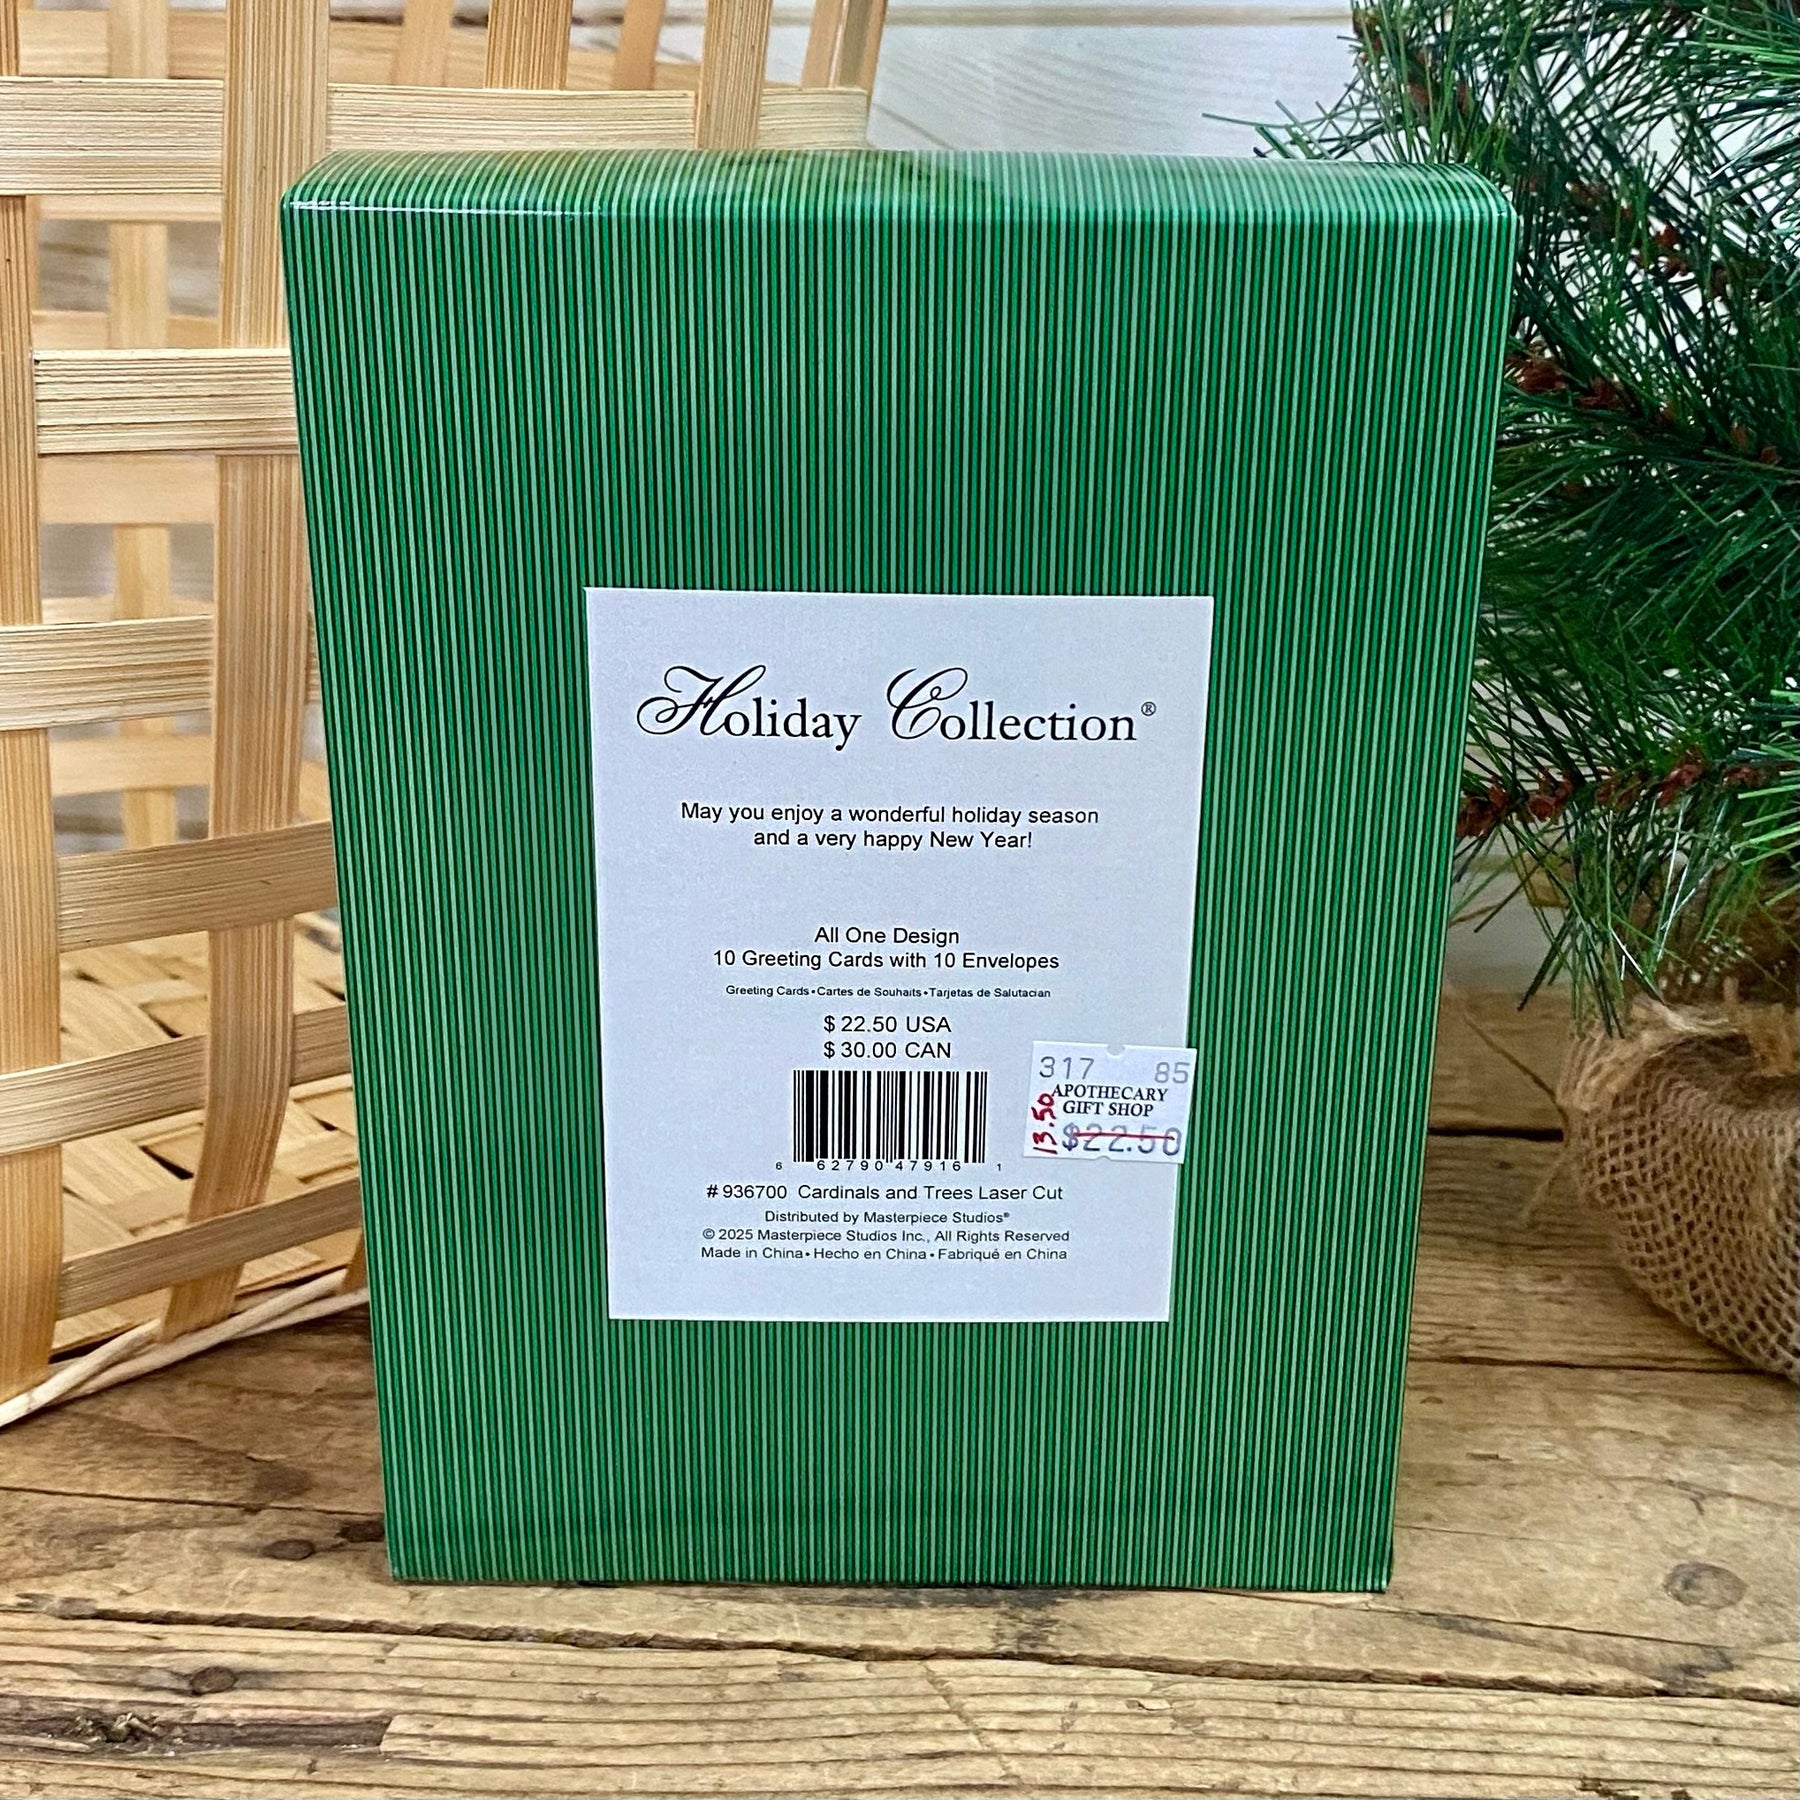 Holiday Collection®
May you enjoy a wonderful holiday season
and a very happy New Year!
All One Design
10 Greeting Cards with 10 Envelopes
Greeting Cards • Cartes de Souhaits • Tarjetas de Salutacian
$ 22.50 USA
$ 30.00 CAN
317 85
APOTHECARY
GIFT SHOP
$22.50
13.50
6 62790 47916 1
# 936700 Cardinals and Trees Laser Cut
Distributed by Masterpiece Studios®
© 2025 Masterpiece Studios Inc., All Rights Reserved
Made in China • Hecho en China • Fabriqué en China